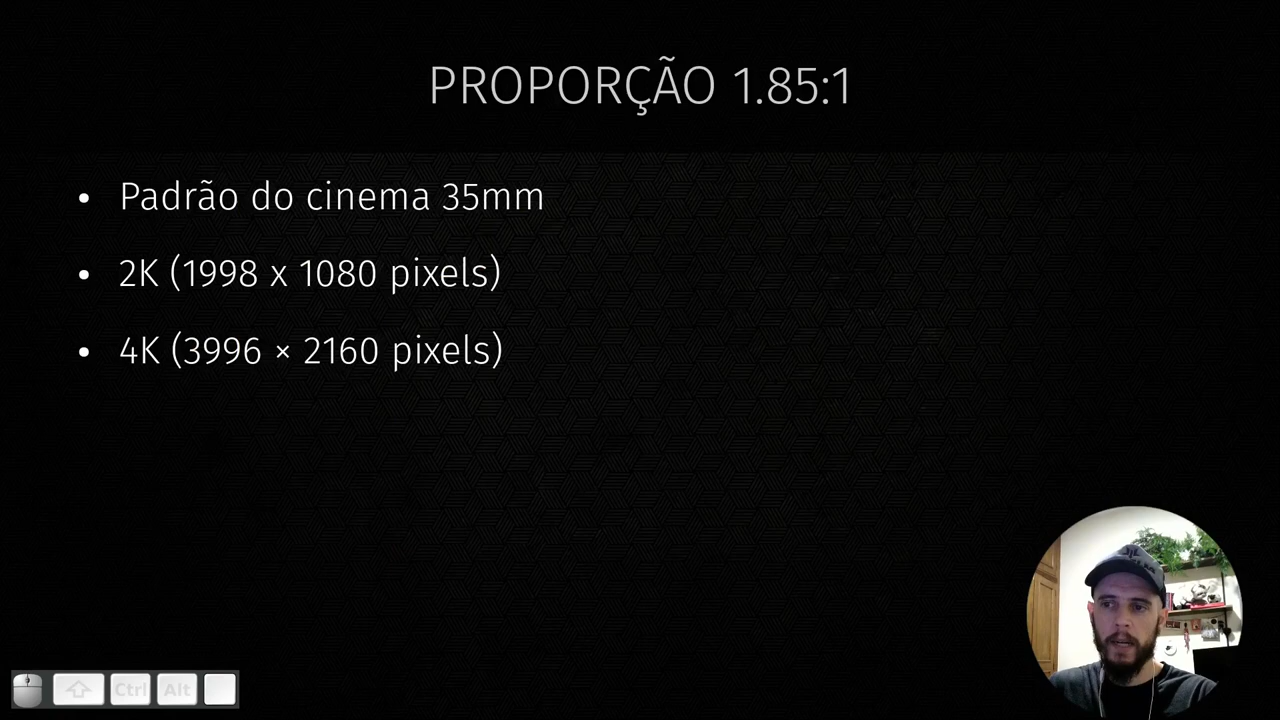 PROPORÇÃO 1.85:1
• Padrão do cinema 35mm
• 2K (1998 x 1080 pixels)
• 4K (3996 × 2160 pixels)
Ctrl Alt